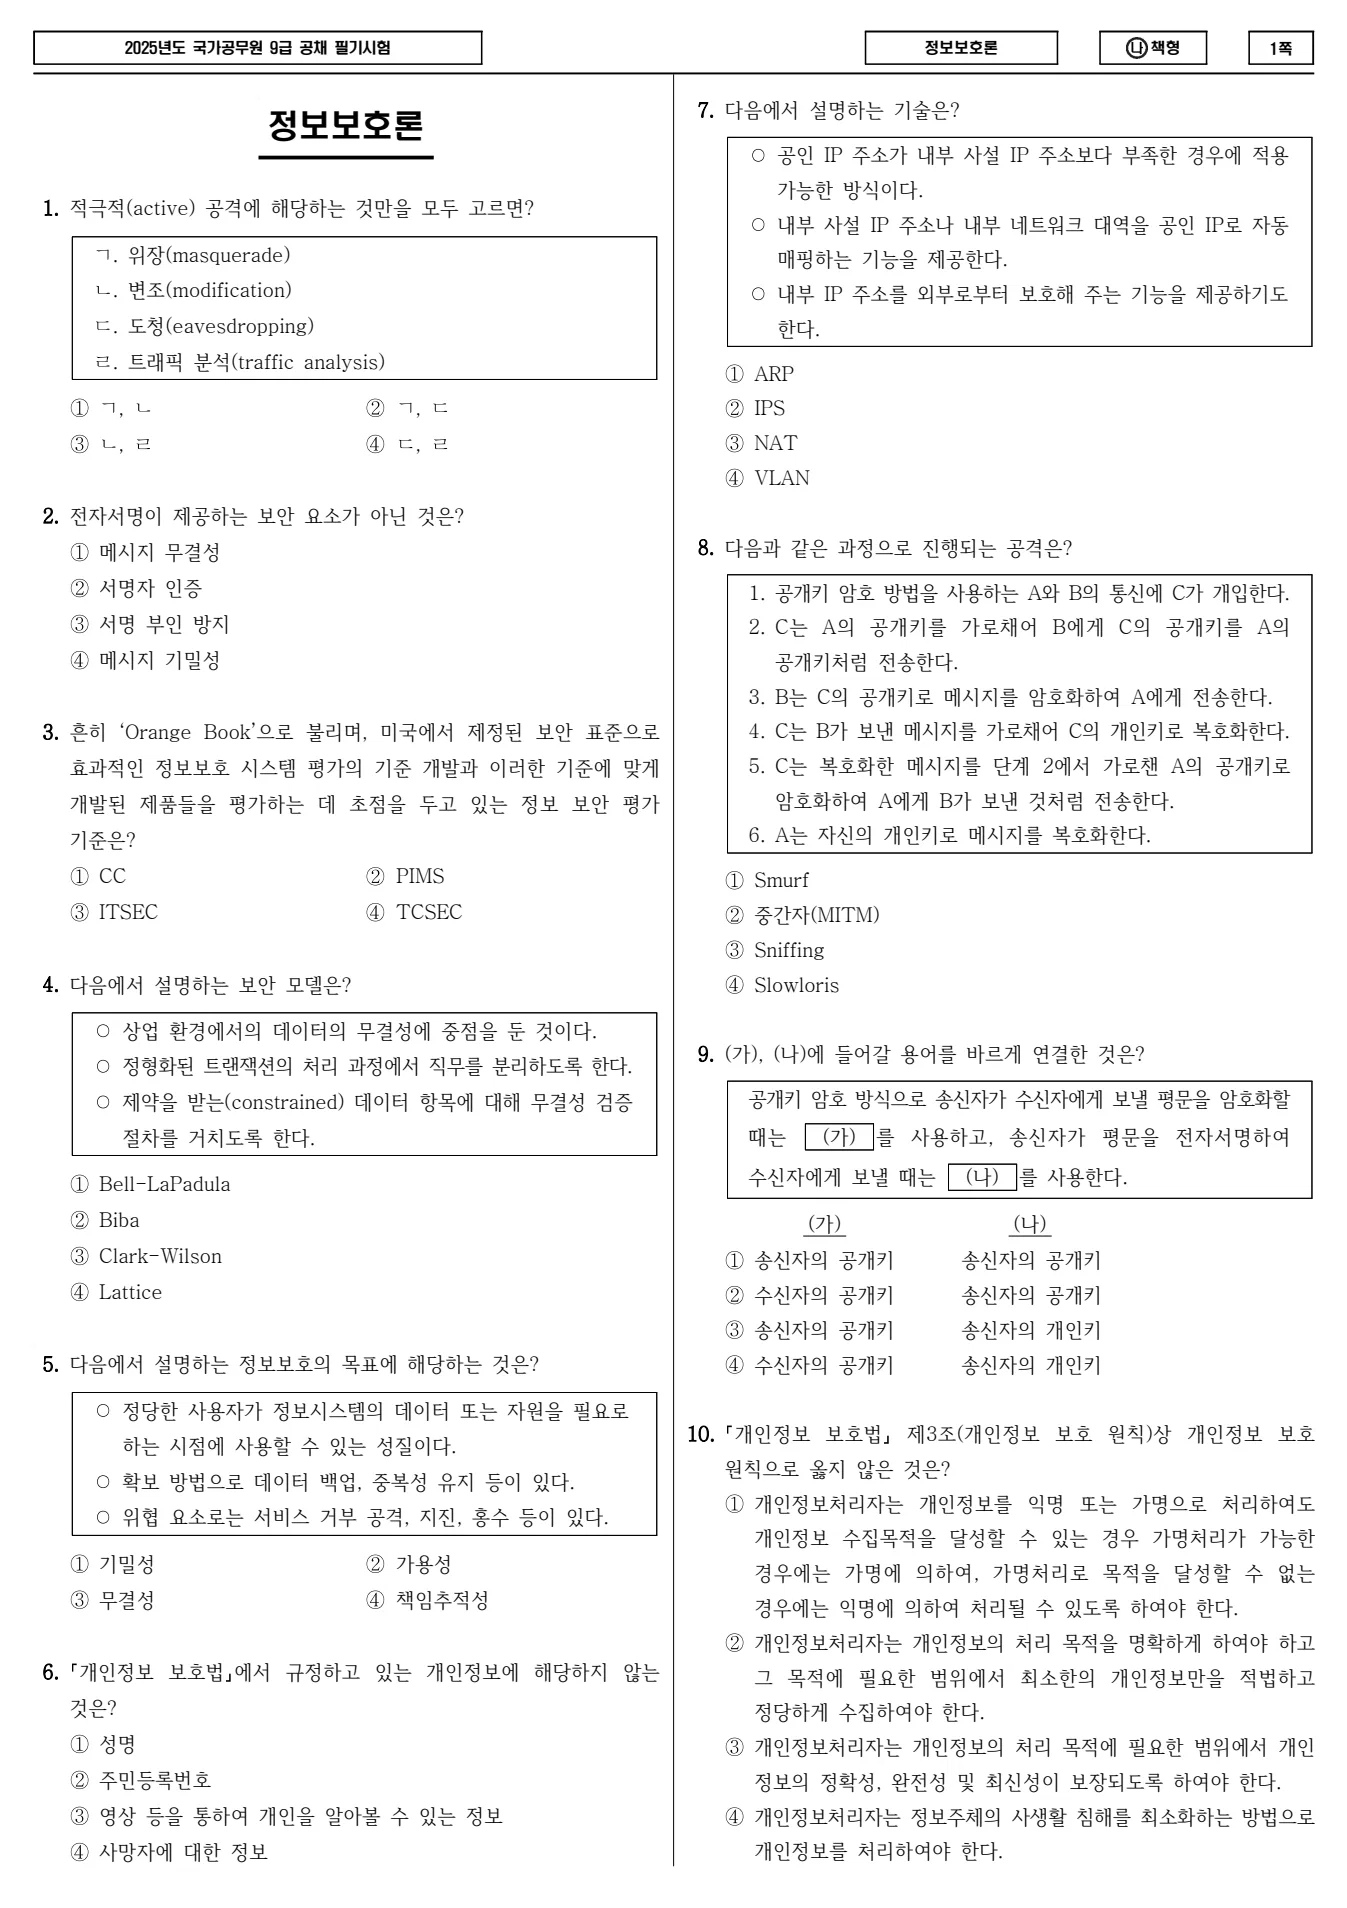 2025년도 국가공무원 9급 공채 필기시험
정보보호론
㉯책형
1쪽
정보보호론
1. 적극적(active) 공격에 해당하는 것만을 모두 고르면?
ㄱ. 위장(masquerade)
ㄴ. 변조(modification)
ㄷ. 도청(eavesdropping)
ㄹ. 트래픽 분석(traffic analysis)
① ㄱ, ㄴ ② ㄱ, ㄷ
③ ㄴ, ㄹ ④ ㄷ, ㄹ
2. 전자서명이 제공하는 보안 요소가 아닌 것은?
① 메시지 무결성
② 서명자 인증
③ 서명 부인 방지
④ 메시지 기밀성
3. 흔히 ‘Orange Book’으로 불리며, 미국에서 제정된 보안 표준으로
효과적인 정보보호 시스템 평가의 기준 개발과 이러한 기준에 맞게
개발된 제품들을 평가하는 데 초점을 두고 있는 정보 보안 평가
기준은?
① CC ② PIMS
③ ITSEC ④ TCSEC
4. 다음에서 설명하는 보안 모델은?
○ 상업 환경에서의 데이터의 무결성에 중점을 둔 것이다.
○ 정형화된 트랜잭션의 처리 과정에서 직무를 분리하도록 한다.
○ 제약을 받는(constrained) 데이터 항목에 대해 무결성 검증
절차를 거치도록 한다.
① Bell-LaPadula
② Biba
③ Clark-Wilson
④ Lattice
5. 다음에서 설명하는 정보보호의 목표에 해당하는 것은?
○ 정당한 사용자가 정보시스템의 데이터 또는 자원을 필요로
하는 시점에 사용할 수 있는 성질이다.
○ 확보 방법으로 데이터 백업, 중복성 유지 등이 있다.
○ 위협 요소로는 서비스 거부 공격, 지진, 홍수 등이 있다.
① 기밀성 ② 가용성
③ 무결성 ④ 책임추적성
6. ｢개인정보 보호법｣에서 규정하고 있는 개인정보에 해당하지 않는
것은?
① 성명
② 주민등록번호
③ 영상 등을 통하여 개인을 알아볼 수 있는 정보
④ 사망자에 대한 정보
7. 다음에서 설명하는 기술은?
○ 공인 IP 주소가 내부 사설 IP 주소보다 부족한 경우에 적용
가능한 방식이다.
○ 내부 사설 IP 주소나 내부 네트워크 대역을 공인 IP로 자동
매핑하는 기능을 제공한다.
○ 내부 IP 주소를 외부로부터 보호해 주는 기능을 제공하기도
한다.
① ARP
② IPS
③ NAT
④ VLAN
8. 다음과 같은 과정으로 진행되는 공격은?
1. 공개키 암호 방법을 사용하는 A와 B의 통신에 C가 개입한다.
2. C는 A의 공개키를 가로채어 B에게 C의 공개키를 A의
공개키처럼 전송한다.
3. B는 C의 공개키로 메시지를 암호화하여 A에게 전송한다.
4. C는 B가 보낸 메시지를 가로채어 C의 개인키로 복호화한다.
5. C는 복호화한 메시지를 단계 2에서 가로챈 A의 공개키로
암호화하여 A에게 B가 보낸 것처럼 전송한다.
6. A는 자신의 개인키로 메시지를 복호화한다.
① Smurf
② 중간자(MITM)
③ Sniffing
④ Slowloris
9. (가), (나)에 들어갈 용어를 바르게 연결한 것은?
공개키 암호 방식으로 송신자가 수신자에게 보낼 평문을 암호화할
때는 (가) 를 사용하고, 송신자가 평문을 전자서명하여
수신자에게 보낼 때는 (나) 를 사용한다.
(가) (나)
① 송신자의 공개키 송신자의 공개키
② 수신자의 공개키 송신자의 공개키
③ 송신자의 공개키 송신자의 개인키
④ 수신자의 공개키 송신자의 개인키
10. ｢개인정보 보호법｣ 제3조(개인정보 보호 원칙)상 개인정보 보호
원칙으로 옳지 않은 것은?
① 개인정보처리자는 개인정보를 익명 또는 가명으로 처리하여도
개인정보 수집목적을 달성할 수 있는 경우 가명처리가 가능한
경우에는 가명에 의하여, 가명처리로 목적을 달성할 수 없는
경우에는 익명에 의하여 처리될 수 있도록 하여야 한다.
② 개인정보처리자는 개인정보의 처리 목적을 명확하게 하여야 하고
그 목적에 필요한 범위에서 최소한의 개인정보만을 적법하고
정당하게 수집하여야 한다.
③ 개인정보처리자는 개인정보의 처리 목적에 필요한 범위에서 개인
정보의 정확성, 완전성 및 최신성이 보장되도록 하여야 한다.
④ 개인정보처리자는 정보주체의 사생활 침해를 최소화하는 방법으로
개인정보를 처리하여야 한다.